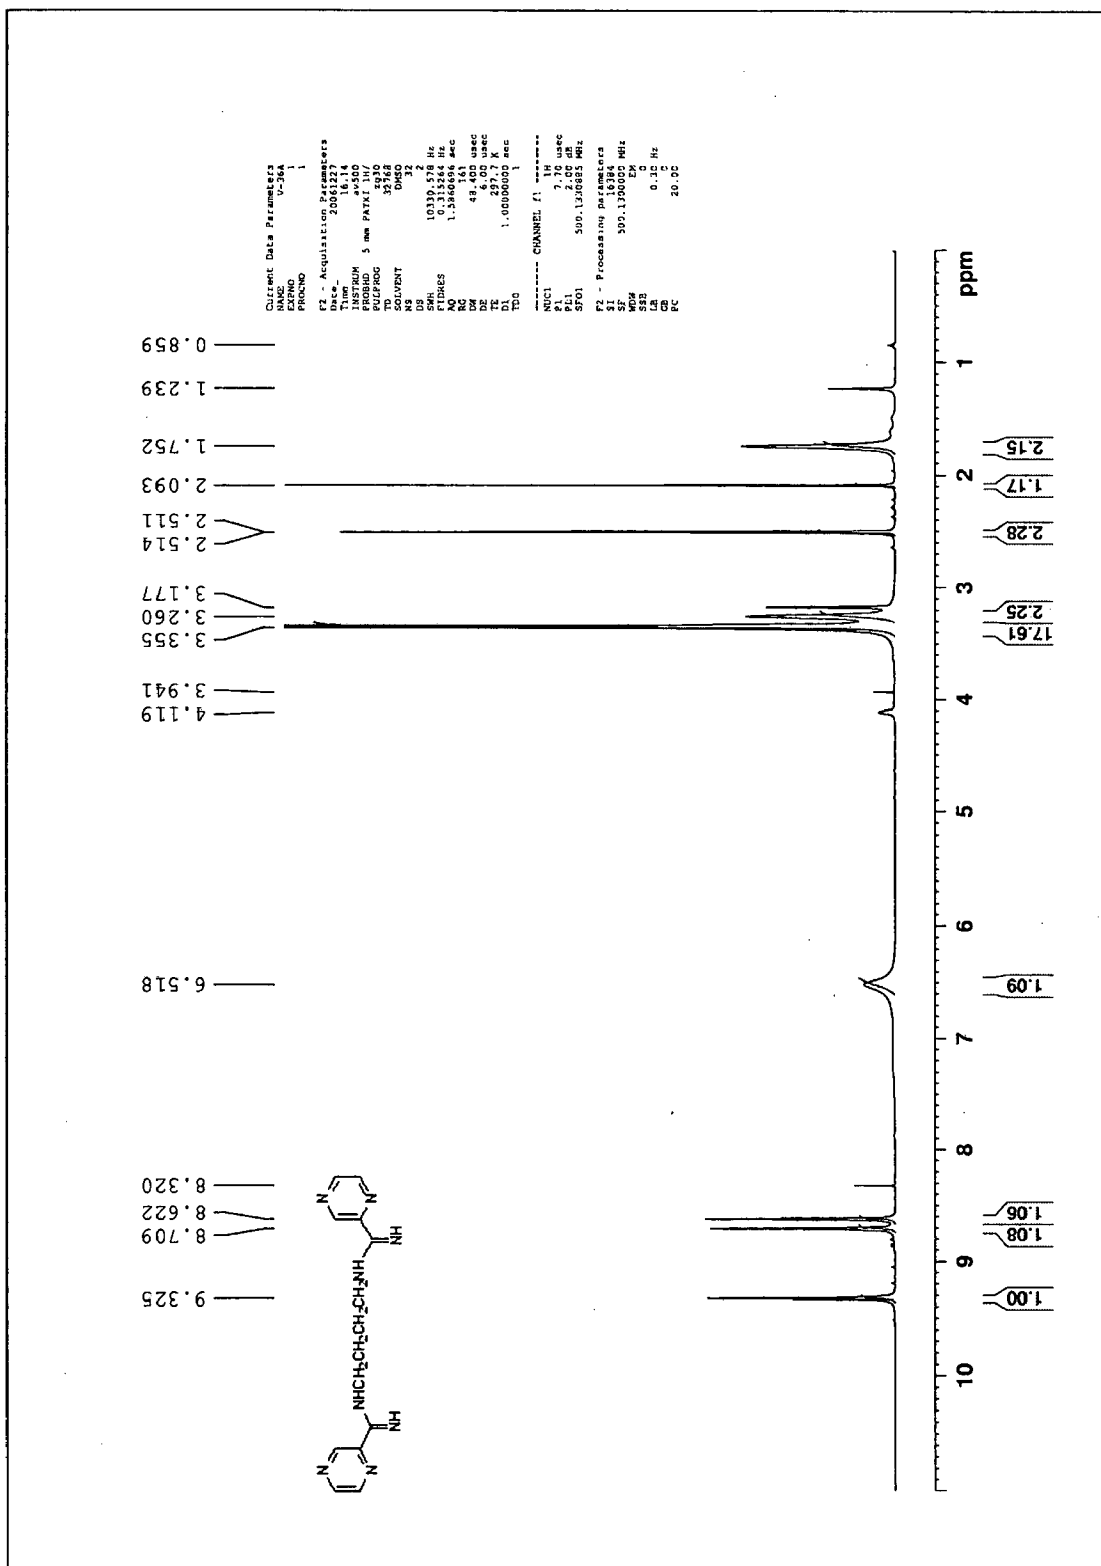 Current Data Parameters
NAME V-36A
EXPNO 1
PROCNO 1
F2 - Acquisition Parameters
Date_ 20061227
Time 16.14
INSTRUM av500
PROBHD 5 mm PATXI 1H/
PULPROG zg30
TD 32768
SOLVENT DMSO
NS 32
DS 2
SWH 10330.578 Hz
FIDRES 0.315264 Hz
AQ 1.5860696 sec
RG 161
DW 48.400 usec
DE 6.00 usec
TE 297.7 K
D1 1.00000000 sec
TD0 1
======== CHANNEL f1 ========
NUC1 1H
P1 7.70 usec
PL1 2.00 dB
SFO1 500.1330885 MHz
F2 - Processing parameters
SI 16384
SF 500.1300000 MHz
WDW EM
SSB 0
LB 0.30 Hz
GB 0
PC 20.00
9.325
8.709
8.622
8.320
6.518
4.119
3.941
3.355
3.260
3.177
2.514
2.511
2.093
1.752
1.239
0.859
N
N
NH
NHCH2CH2CH2CH2NH
NH
N
N
10 9 8 7 6 5 4 3 2 1 ppm
1.00
1.08
1.06
1.09
17.61
2.25
2.28
1.17
2.15